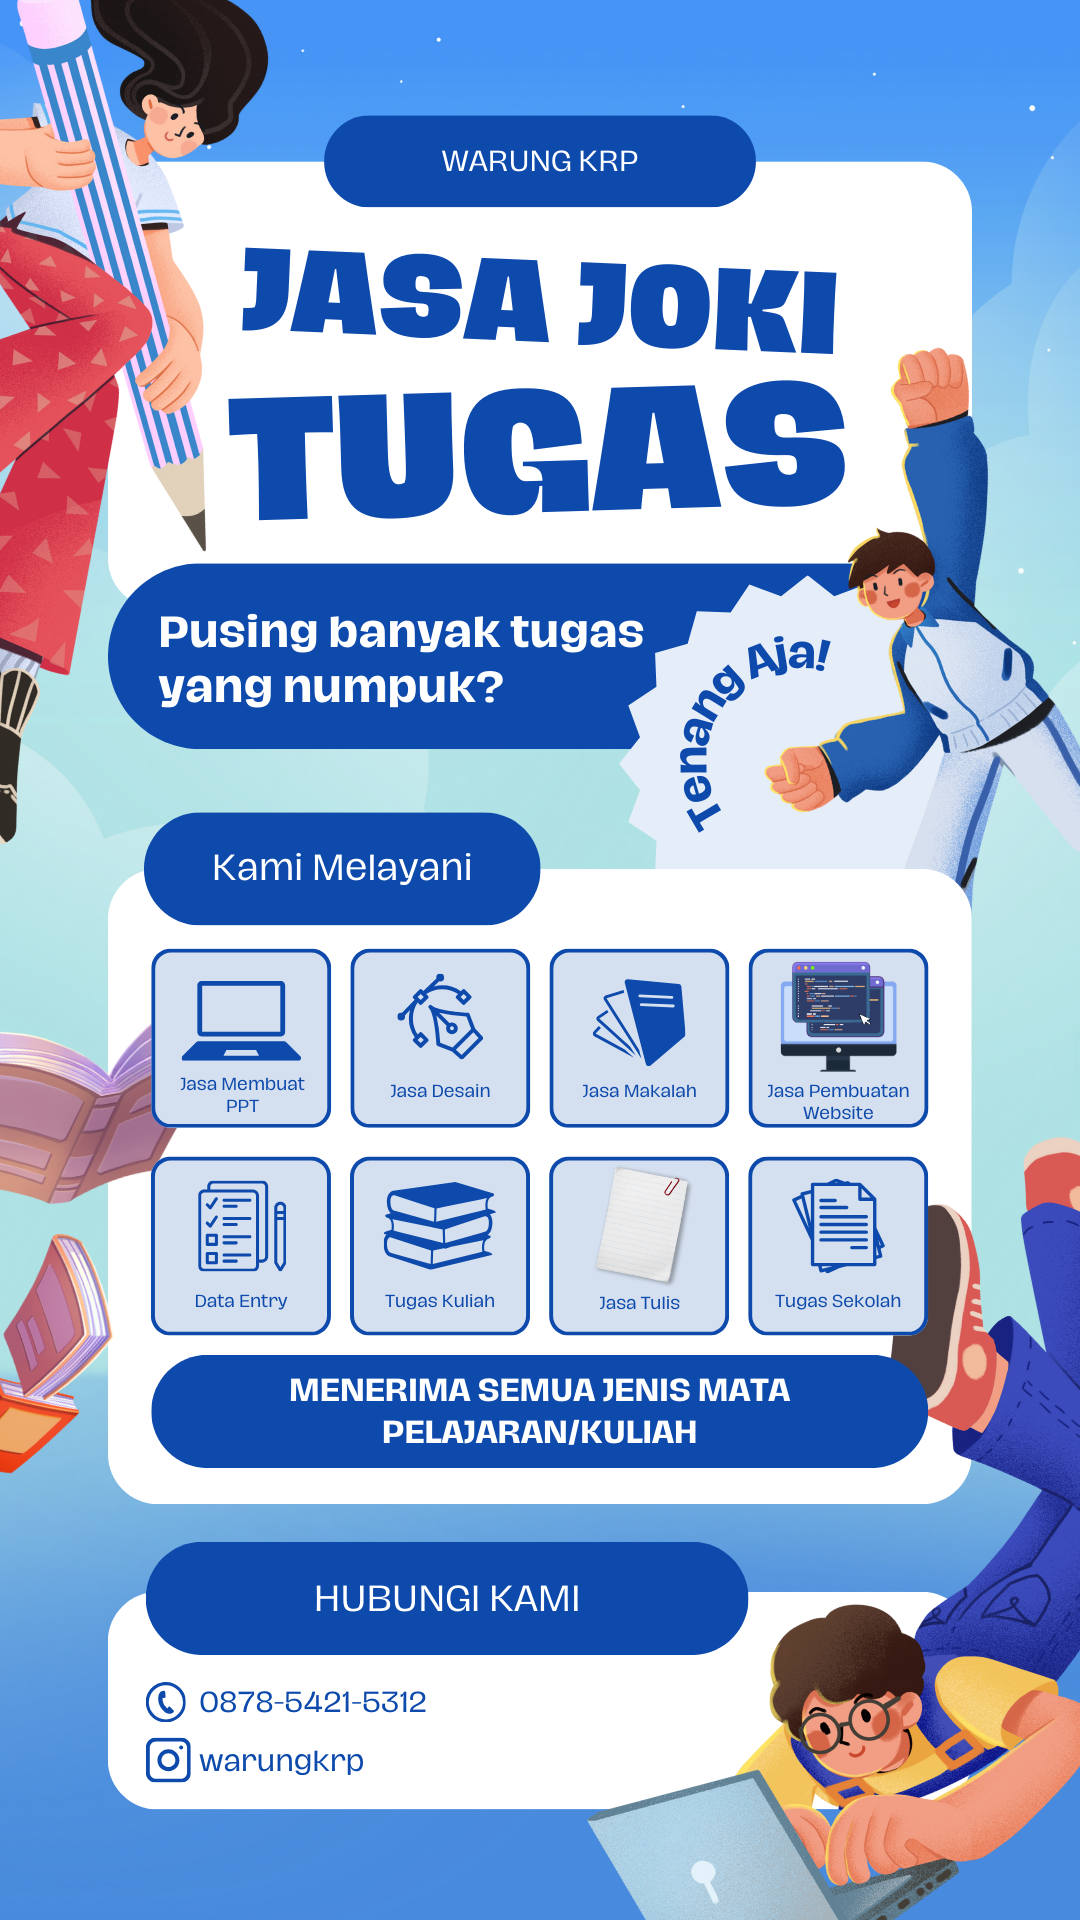 WARUNG KRP
JASA JOKI
TUGAS
Pusing banyak tugas
yang numpuk?
Tenang Aja!
Kami Melayani
Jasa Membuat
PPT
Jasa Desain
Jasa Makalah
Jasa Pembuatan
Website
Data Entry
Tugas Kuliah
Jasa Tulis
Tugas Sekolah
MENERIMA SEMUA JENIS MATA
PELAJARAN/KULIAH
HUBUNGI KAMI
0878-5421-5312
warungkrp